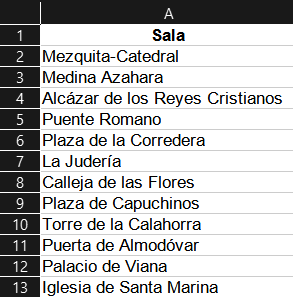 A
1 Sala
2 Mezquita-Catedral
3 Medina Azahara
4 Alcázar de los Reyes Cristianos
5 Puente Romano
6 Plaza de la Corredera
7 La Judería
8 Calleja de las Flores
9 Plaza de Capuchinos
10 Torre de la Calahorra
11 Puerta de Almodóvar
12 Palacio de Viana
13 Iglesia de Santa Marina